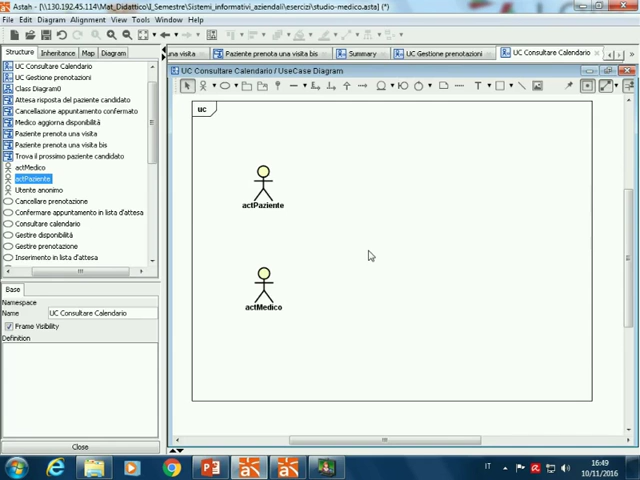 Astah - [\\130.192.45.114\Mat_Didattico\I_Semestre\Sistemi_informativi_aziendali\esercizi\studio-medico.asta] (*)
File Edit Diagram Alignment View Tools Window Help
Structure Inheritance Map Diagram
una visita Paziente prenota una visita bis Summary UC Gestione prenotazioni UC Consultare Calendario
UC Consultare Calendario / UseCase Diagram
UC Consultare Calendario
UC Gestione prenotazioni
Class Diagram0
Attesa risposta del paziente candidato
Cancellazione appuntamento confermato
Medico aggiorna disponibilità
Paziente prenota una visita
Paziente prenota una visita bis
Trova il prossimo paziente candidato
actMedico
actPaziente
Utente anonimo
Cancellare prenotazione
Confermare appuntamento in lista d'attesa
Consultare calendario
Gestire disponibilità
Gestire prenotazione
Inserimento in lista d'attesa
uc
actPaziente
actMedico
Base
Namespace
Name UC Consultare Calendario
Frame Visibility
Definition
Close
IT
16:49
10/11/2016